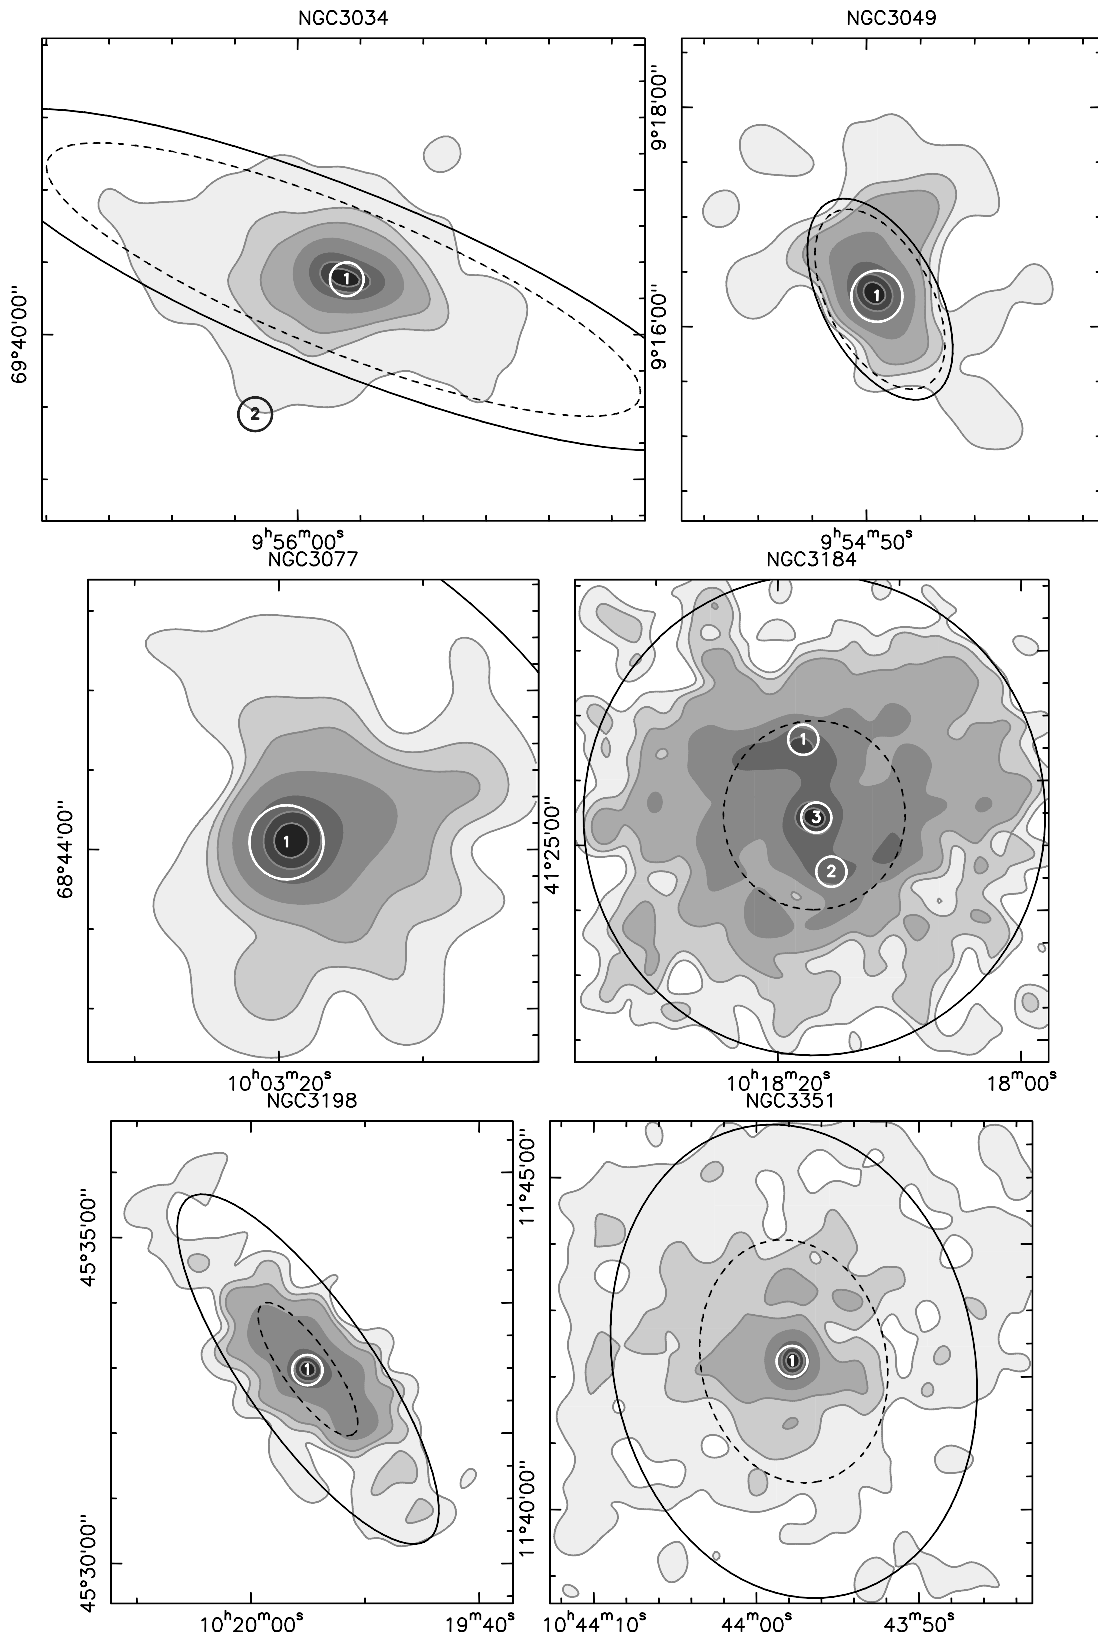 NGC3034
NGC3049
69°40'00''
1
2
9ʰ56ᵐ00ˢ
9°18'00''
9°16'00''
1
9ʰ54ᵐ50ˢ
NGC3077
NGC3184
68°44'00''
1
10ʰ03ᵐ20ˢ
41°25'00''
1
3
2
10ʰ18ᵐ20ˢ
18ᵐ00ˢ
NGC3198
NGC3351
45°35'00''
45°30'00''
1
10ʰ20ᵐ00ˢ
19ᵐ40ˢ
11°45'00''
11°40'00''
1
10ʰ44ᵐ10ˢ
44ᵐ00ˢ
43ᵐ50ˢ